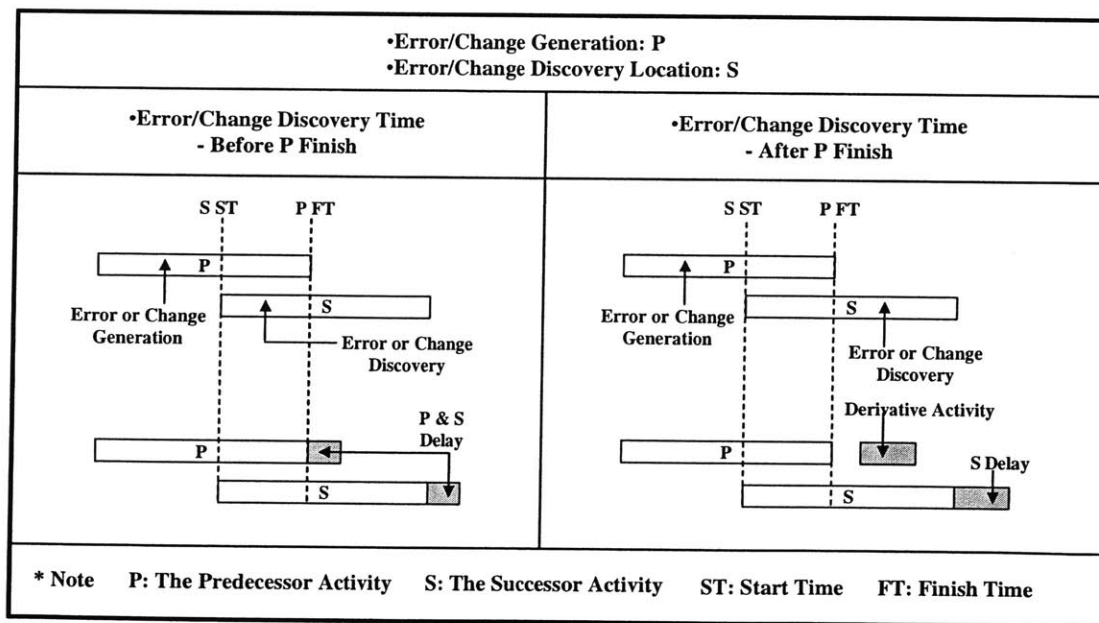 •Error/Change Generation: P
•Error/Change Discovery Location: S
•Error/Change Discovery Time
- Before P Finish
•Error/Change Discovery Time
- After P Finish
S ST
P FT
P
S
Error or Change
Generation
Error or Change
Discovery
P & S
Delay
P
S
S ST
P FT
P
S
Error or Change
Generation
Error or Change
Discovery
Derivative Activity
P
S Delay
S
* Note P: The Predecessor Activity S: The Successor Activity ST: Start Time FT: Finish Time